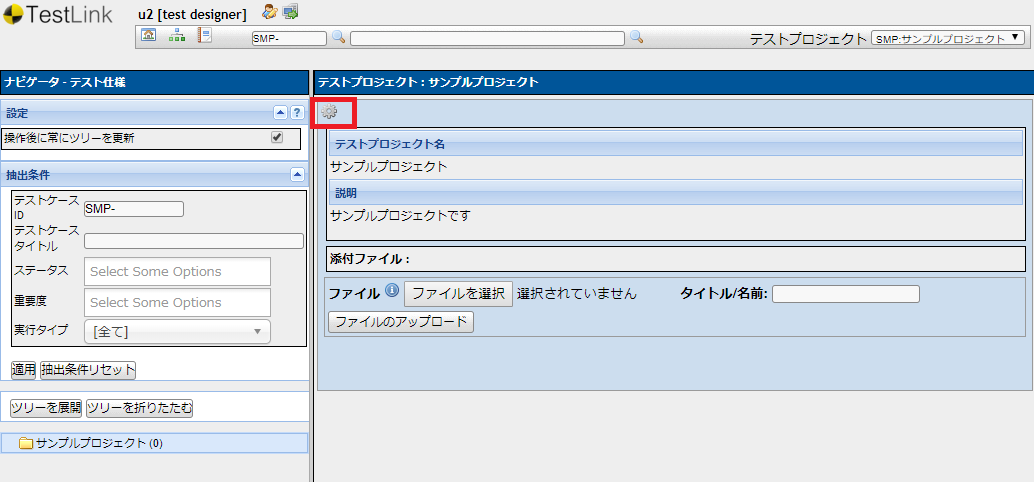 TestLink
u2 [test designer]
SMP-
テストプロジェクト
SMP:サンプルプロジェクト
ナビゲータ - テスト仕様
設定
?
操作後に常にツリーを更新
抽出条件
テストケース
ID
SMP-
テストケース
タイトル
ステータス
Select Some Options
重要度
Select Some Options
実行タイプ
[全て]
適用 抽出条件リセット
ツリーを展開 ツリーを折りたたむ
サンプルプロジェクト (0)
テストプロジェクト : サンプルプロジェクト
テストプロジェクト名
サンプルプロジェクト
説明
サンプルプロジェクトです
添付ファイル :
ファイル ファイルを選択 選択されていません タイトル/名前:
ファイルのアップロード